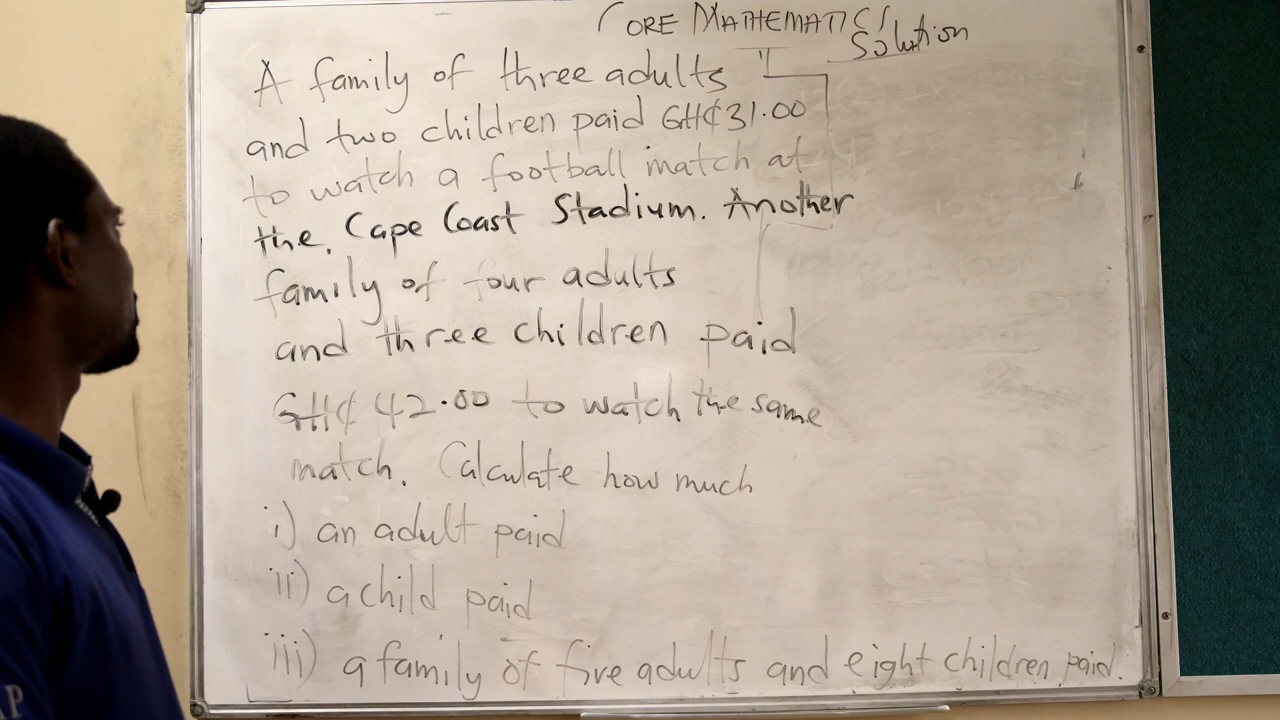 CORE MATHEMATICS
Solution
A family of three adults
and two children paid GH¢31.00
to watch a football match at
the, Cape Coast Stadium. Another
family of four adults
and three children paid
GH¢ 42.00 to watch the same
match. Calculate how much
i) an adult paid
ii) a child paid
iii) a family of five adults and eight children paid.
P